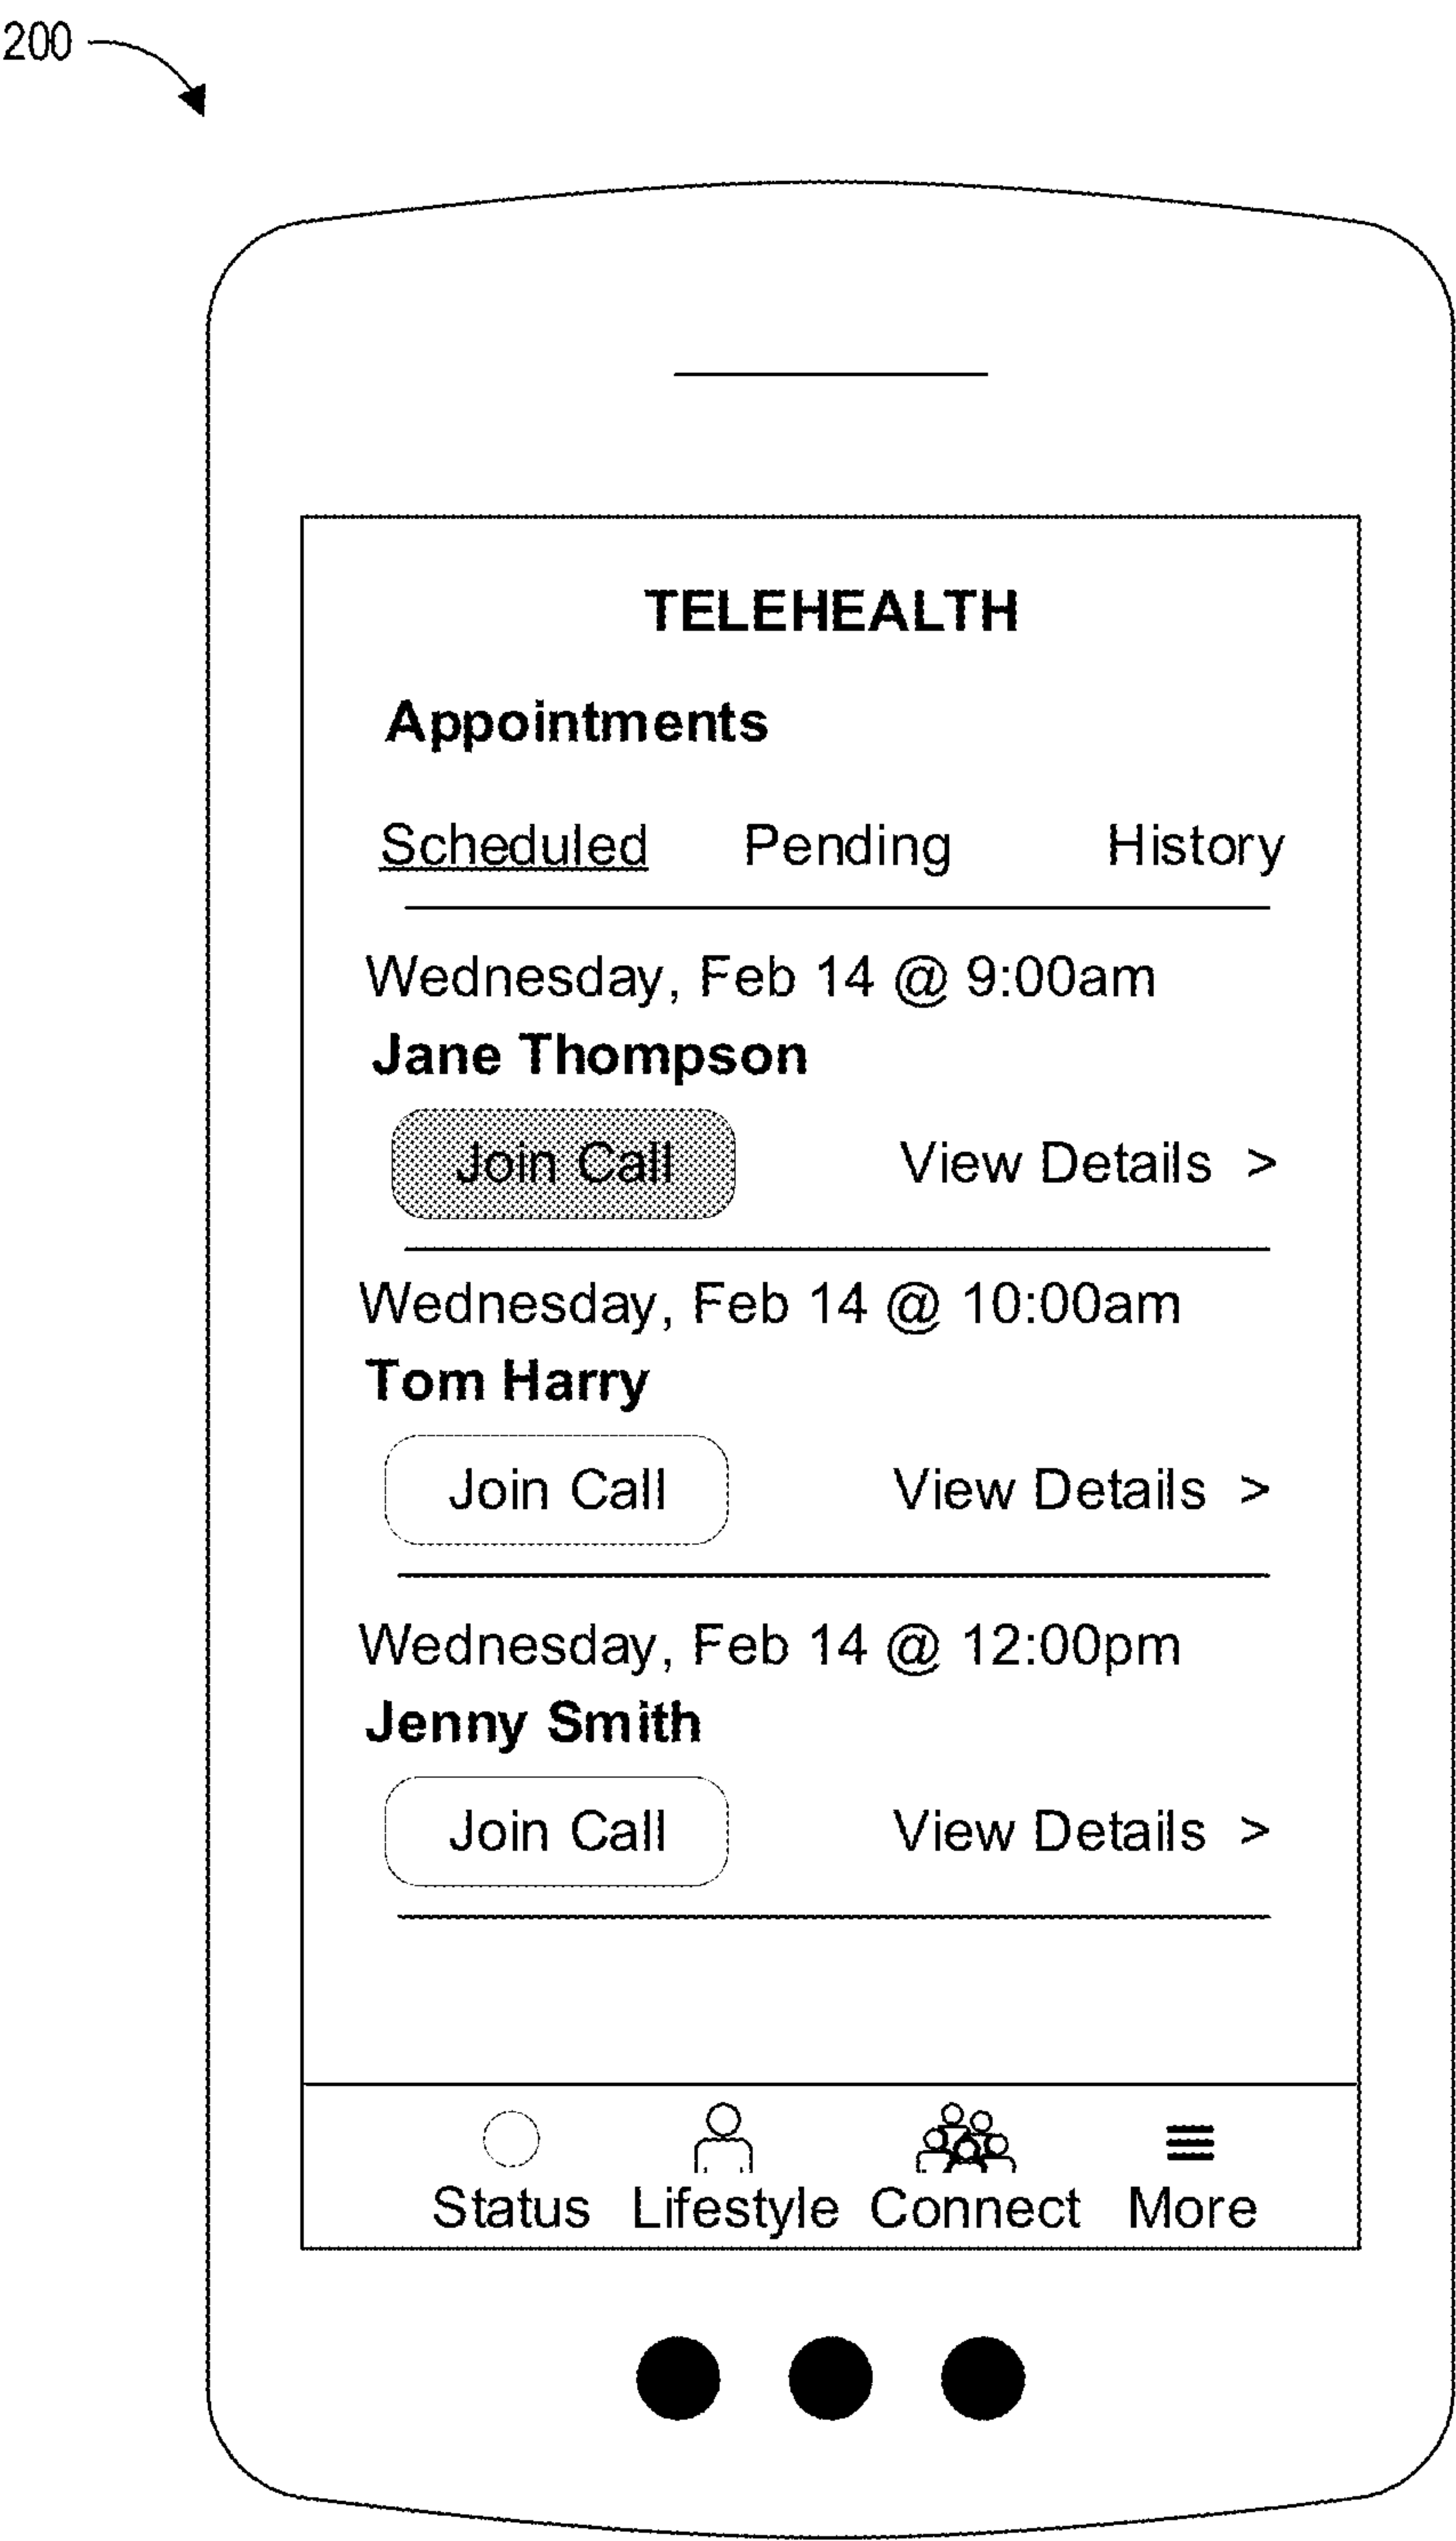 200
TELEHEALTH
Appointments
Scheduled Pending History
Wednesday, Feb 14 @ 9:00am
Jane Thompson
Join Call View Details >
Wednesday, Feb 14 @ 10:00am
Tom Harry
Join Call View Details >
Wednesday, Feb 14 @ 12:00pm
Jenny Smith
Join Call View Details >
Status Lifestyle Connect More